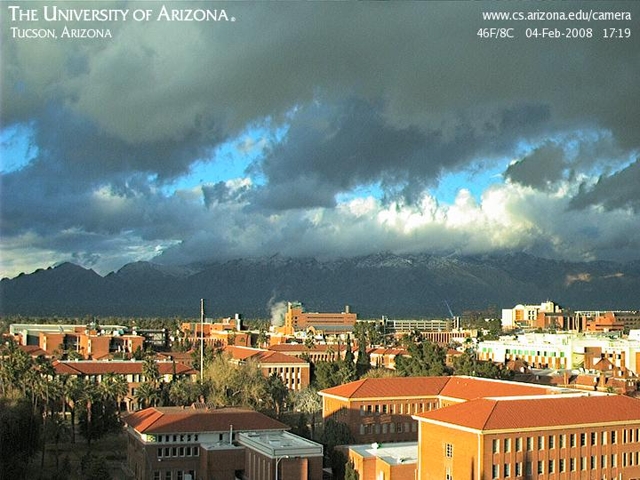 THE UNIVERSITY OF ARIZONA®
TUCSON, ARIZONA
www.cs.arizona.edu/camera
46F/8C 04-Feb-2008 17:19